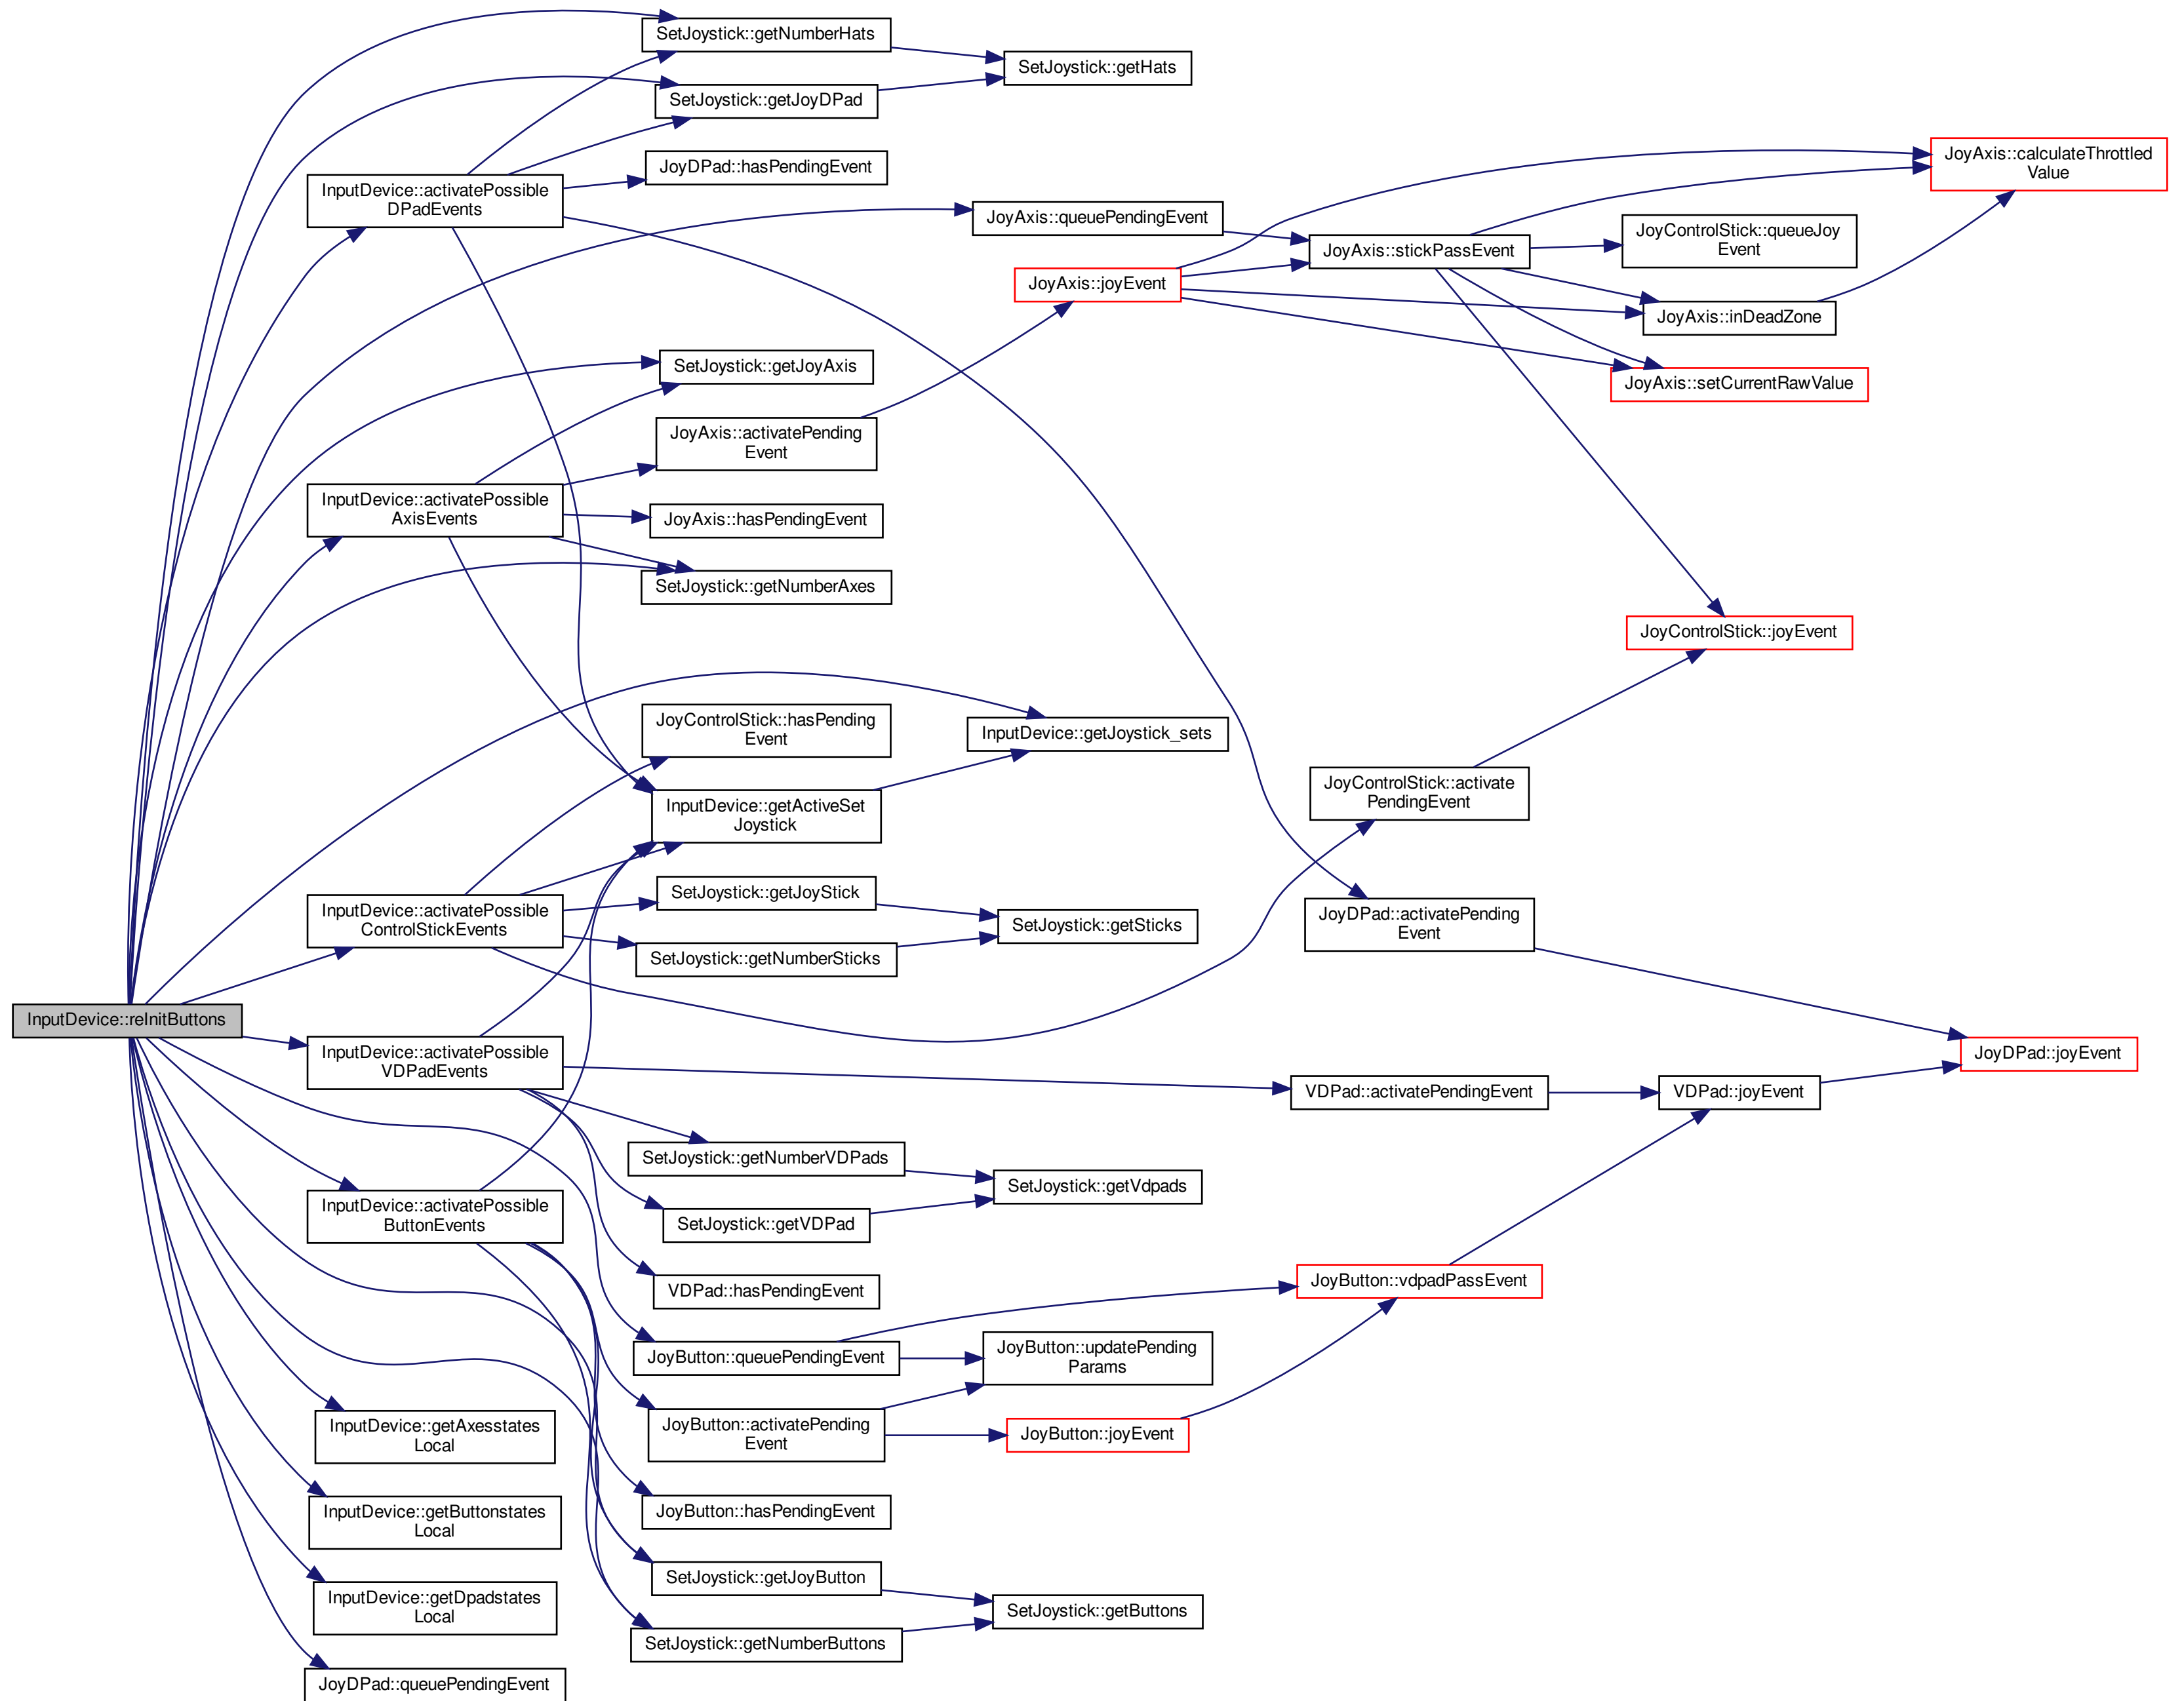 SetJoystick::getNumberHats
SetJoystick::getHats
SetJoystick::getJoyDPad
JoyDPad::hasPendingEvent
InputDevice::activatePossible
DPadEvents
JoyAxis::calculateThrottled
Value
JoyAxis::queuePendingEvent
JoyAxis::stickPassEvent
JoyControlStick::queueJoy
Event
JoyAxis::joyEvent
JoyAxis::inDeadZone
SetJoystick::getJoyAxis
JoyAxis::setCurrentRawValue
JoyAxis::activatePending
Event
InputDevice::activatePossible
AxisEvents
JoyAxis::hasPendingEvent
SetJoystick::getNumberAxes
JoyControlStick::joyEvent
JoyControlStick::hasPending
Event
InputDevice::getJoystick_sets
InputDevice::getActiveSet
Joystick
JoyControlStick::activate
PendingEvent
SetJoystick::getJoyStick
InputDevice::activatePossible
ControlStickEvents
SetJoystick::getSticks
JoyDPad::activatePending
Event
SetJoystick::getNumberSticks
InputDevice::reInitButtons
InputDevice::activatePossible
VDPadEvents
JoyDPad::joyEvent
VDPad::activatePendingEvent
VDPad::joyEvent
SetJoystick::getNumberVDPads
SetJoystick::getVdpads
InputDevice::activatePossible
ButtonEvents
SetJoystick::getVDPad
VDPad::hasPendingEvent
JoyButton::vdpadPassEvent
JoyButton::queuePendingEvent
JoyButton::updatePending
Params
InputDevice::getAxesstates
Local
JoyButton::activatePending
Event
JoyButton::joyEvent
InputDevice::getButtonstates
Local
JoyButton::hasPendingEvent
InputDevice::getDpadstates
Local
SetJoystick::getJoyButton
SetJoystick::getButtons
SetJoystick::getNumberButtons
JoyDPad::queuePendingEvent